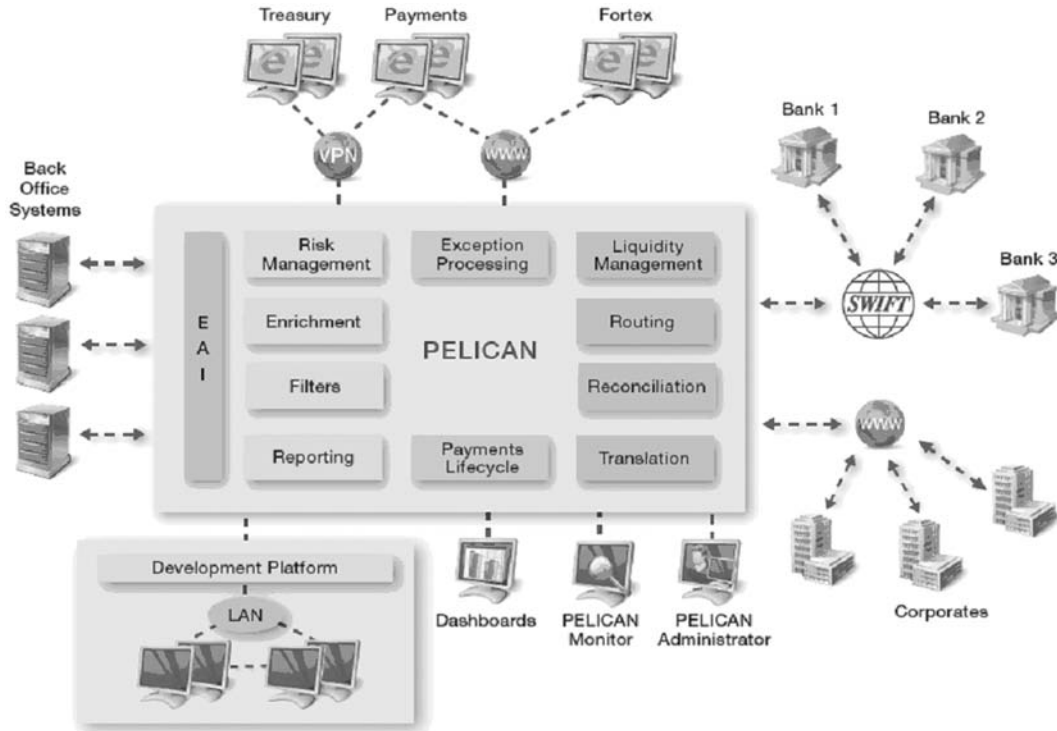 Treasury
Payments
Fortex
VPN
WWW
Bank 1
Bank 2
Bank 3
SWIFT
Back
Office
Systems
E
A
I
Risk
Management
Exception
Processing
Liquidity
Management
Enrichment
Routing
PELICAN
Filters
Reconciliation
Reporting
Payments
Lifecycle
Translation
WWW
Corporates
Development Platform
LAN
Dashboards
PELICAN
Monitor
PELICAN
Administrator